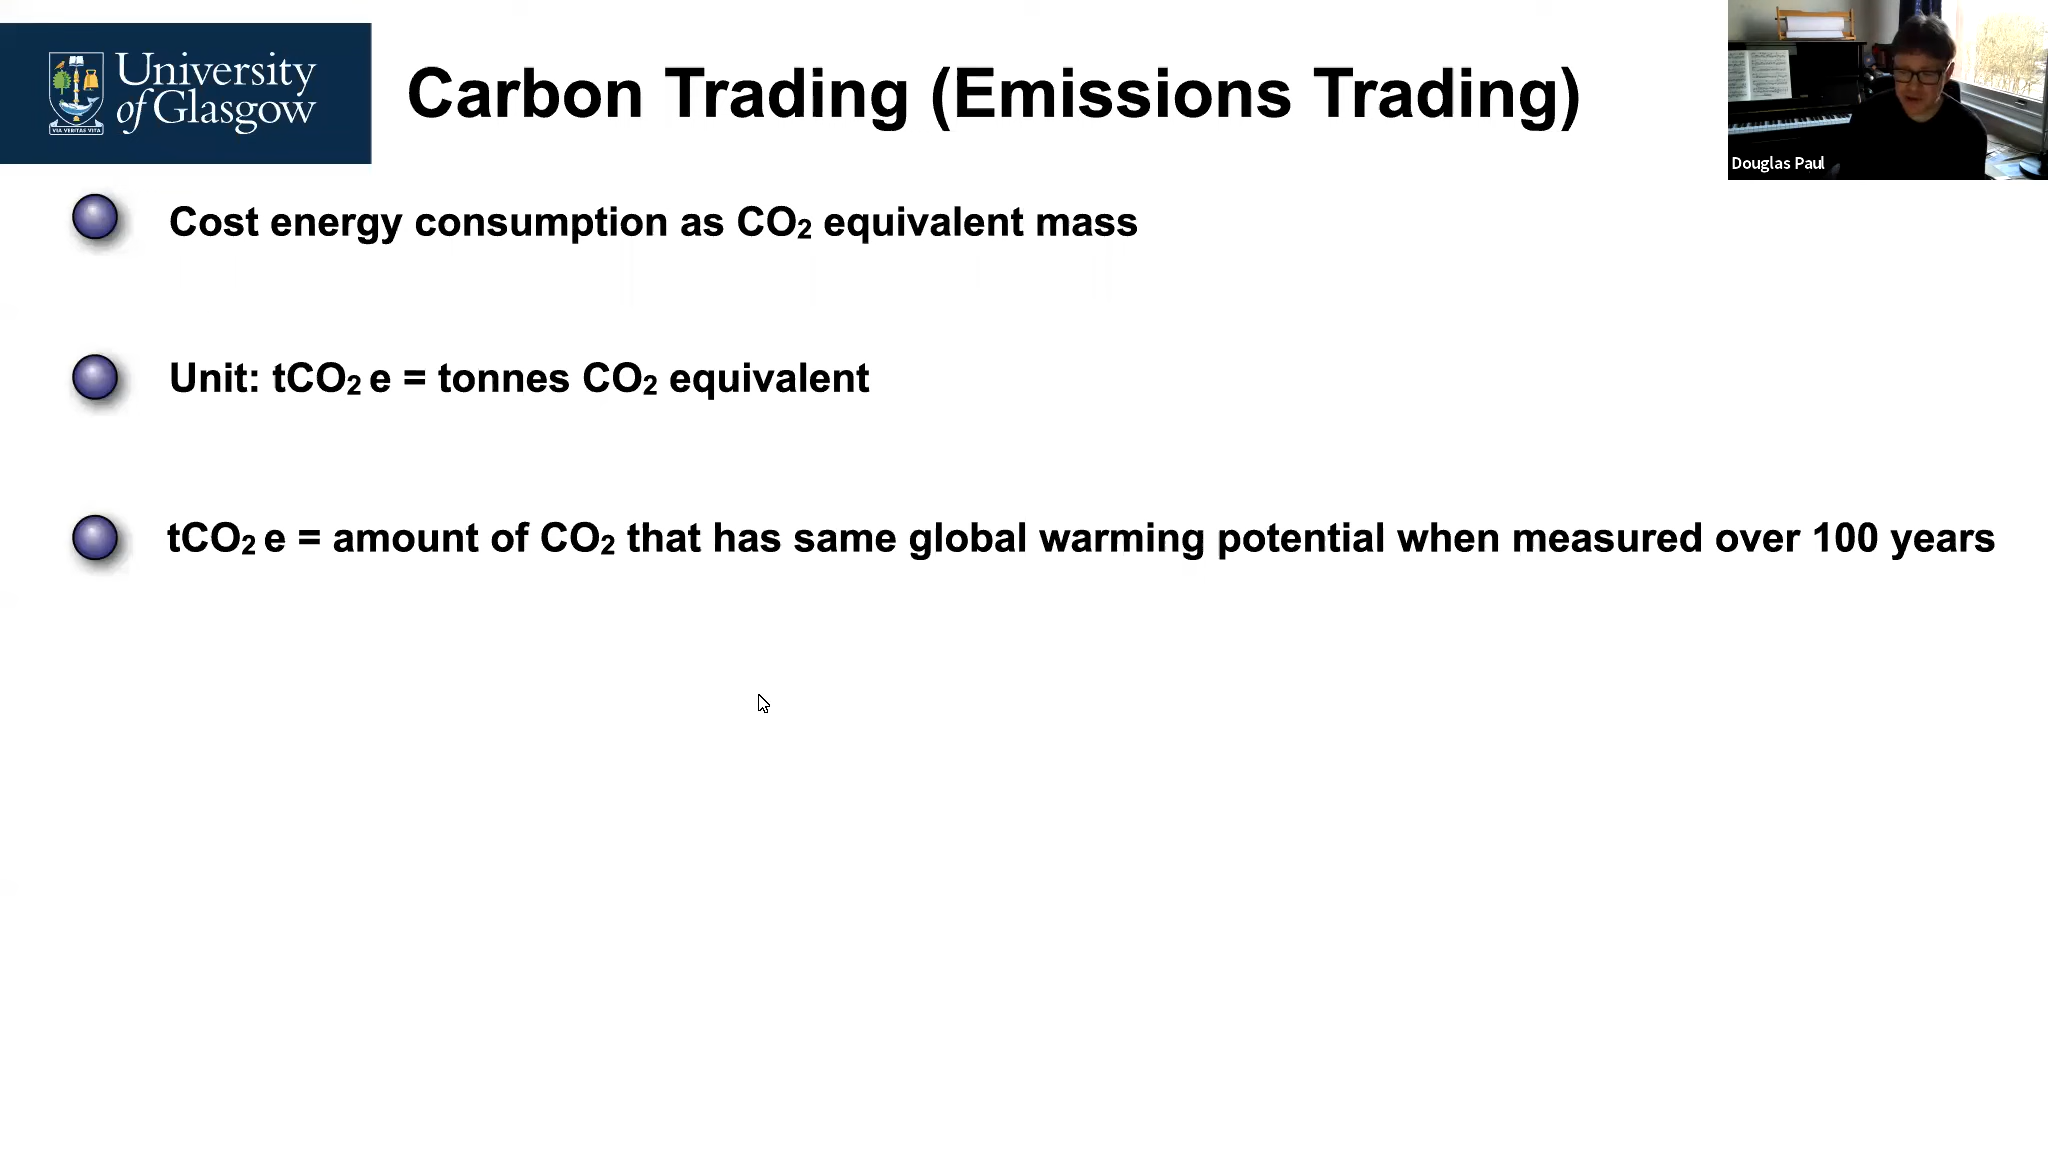 University
of Glasgow
VIA VERITAS VITA
Carbon Trading (Emissions Trading)
Douglas Paul
Cost energy consumption as CO₂ equivalent mass
Unit: tCO₂ e = tonnes CO₂ equivalent
tCO₂ e = amount of CO₂ that has same global warming potential when measured over 100 years